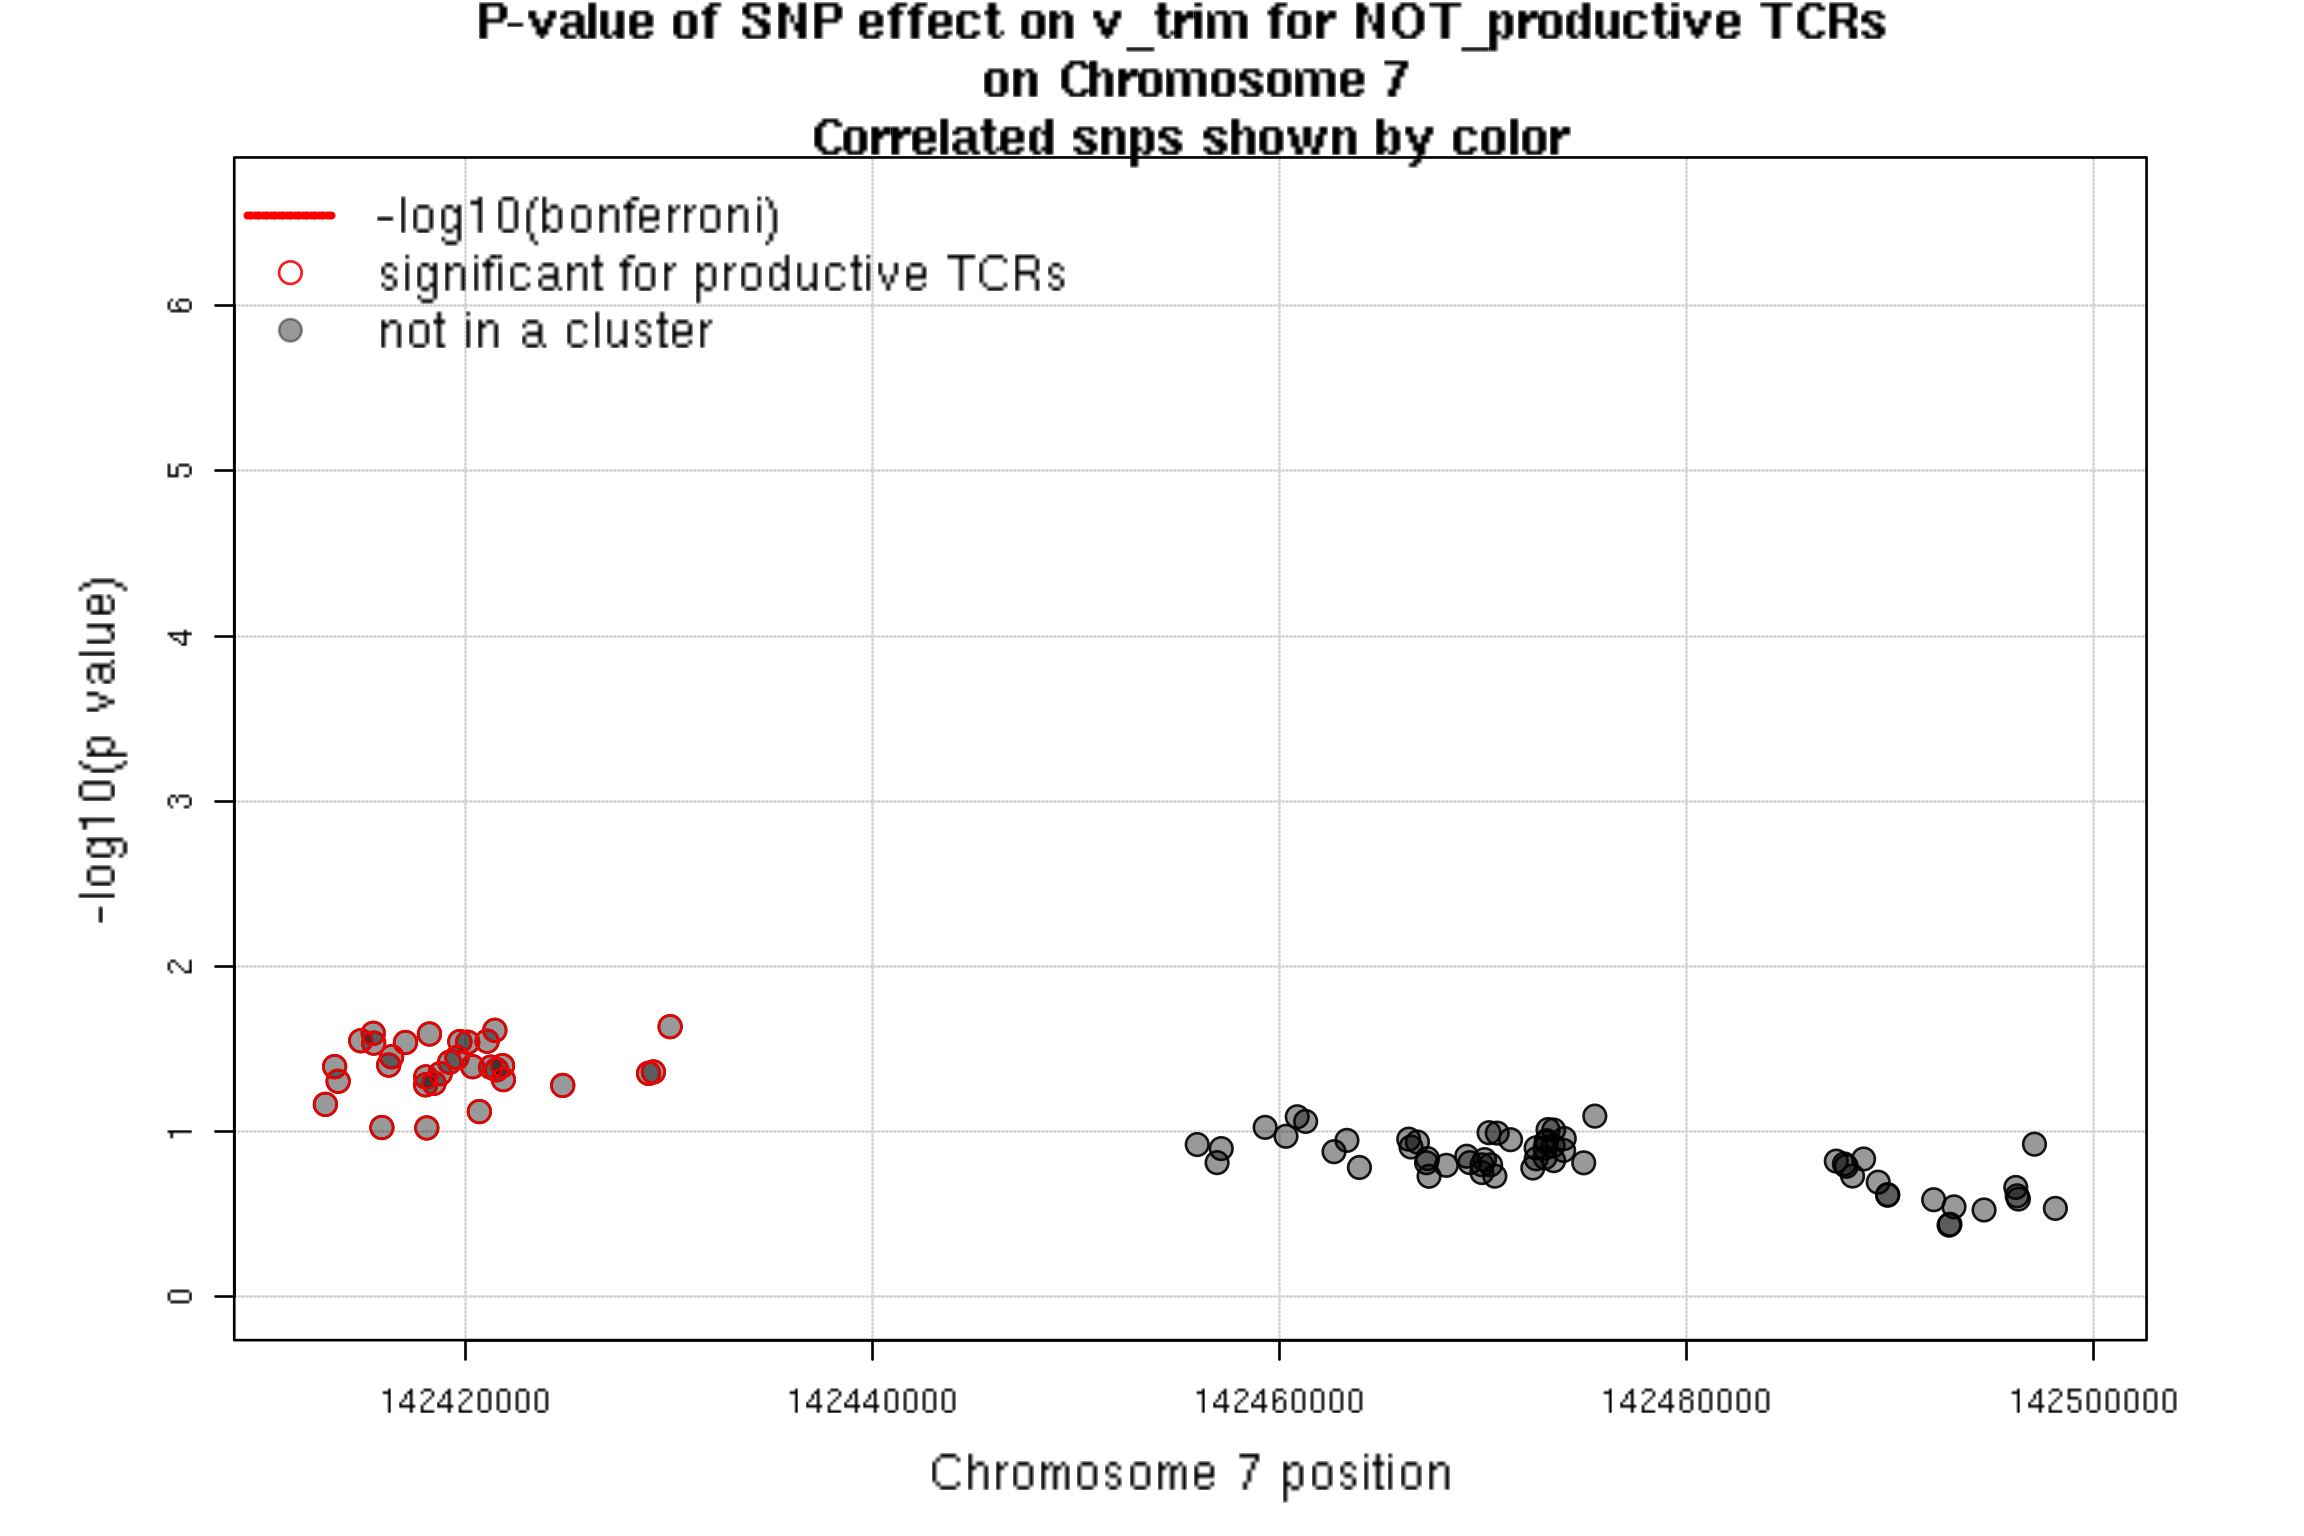 P-value of SNP effect on v_trim for NOT_productive TCRs
on Chromosome 7
Correlated snps shown by color
-log10(bonferroni)
significant for productive TCRs
not in a cluster
-log10(p value)
6
5
4
3
2
1
0
142420000 142440000 142460000 142480000 142500000
Chromosome 7 position